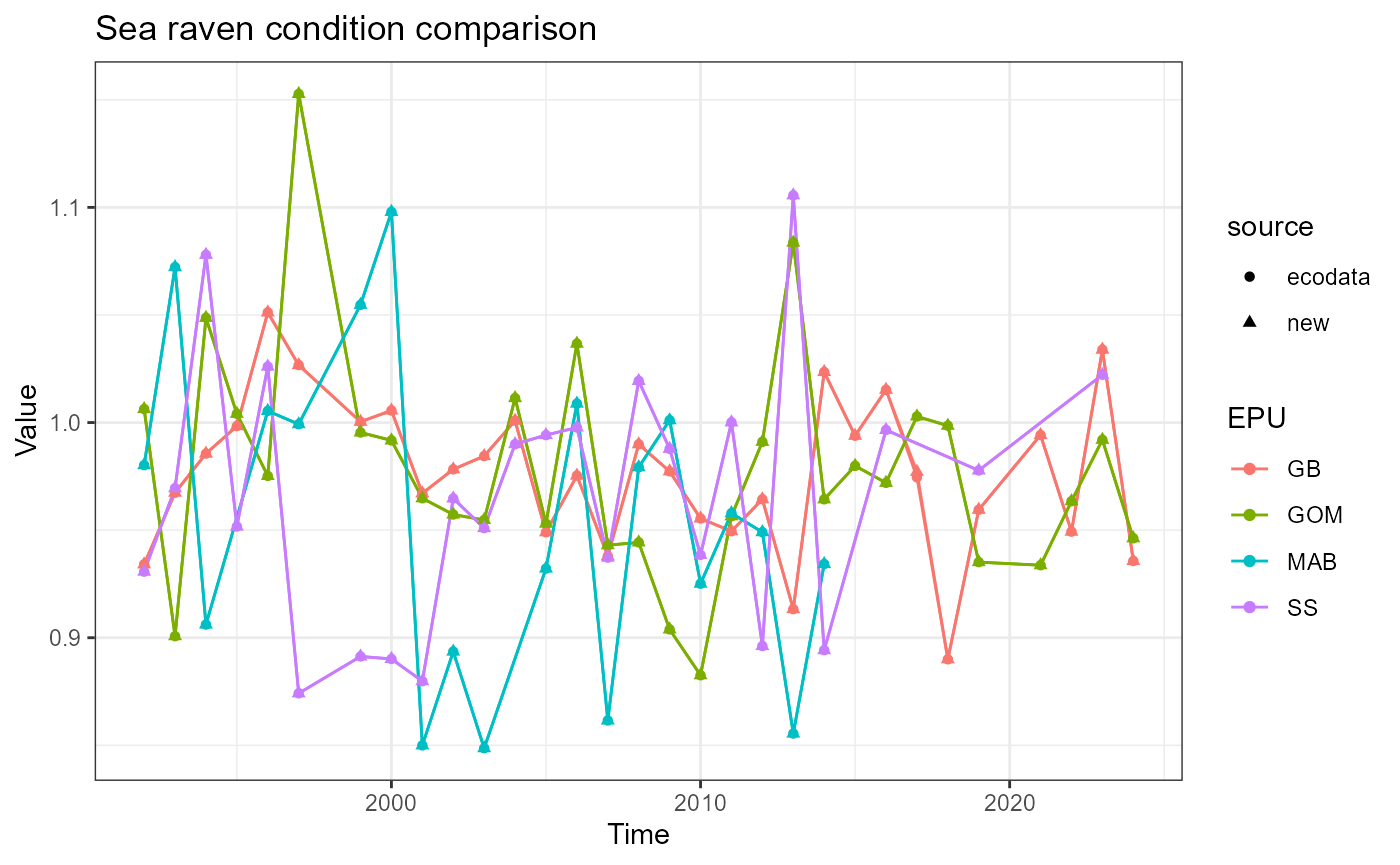 Sea raven condition comparison
Value
1.1
1.0
0.9
2000
2010
2020
Time
source
ecodata
new
EPU
GB
GOM
MAB
SS